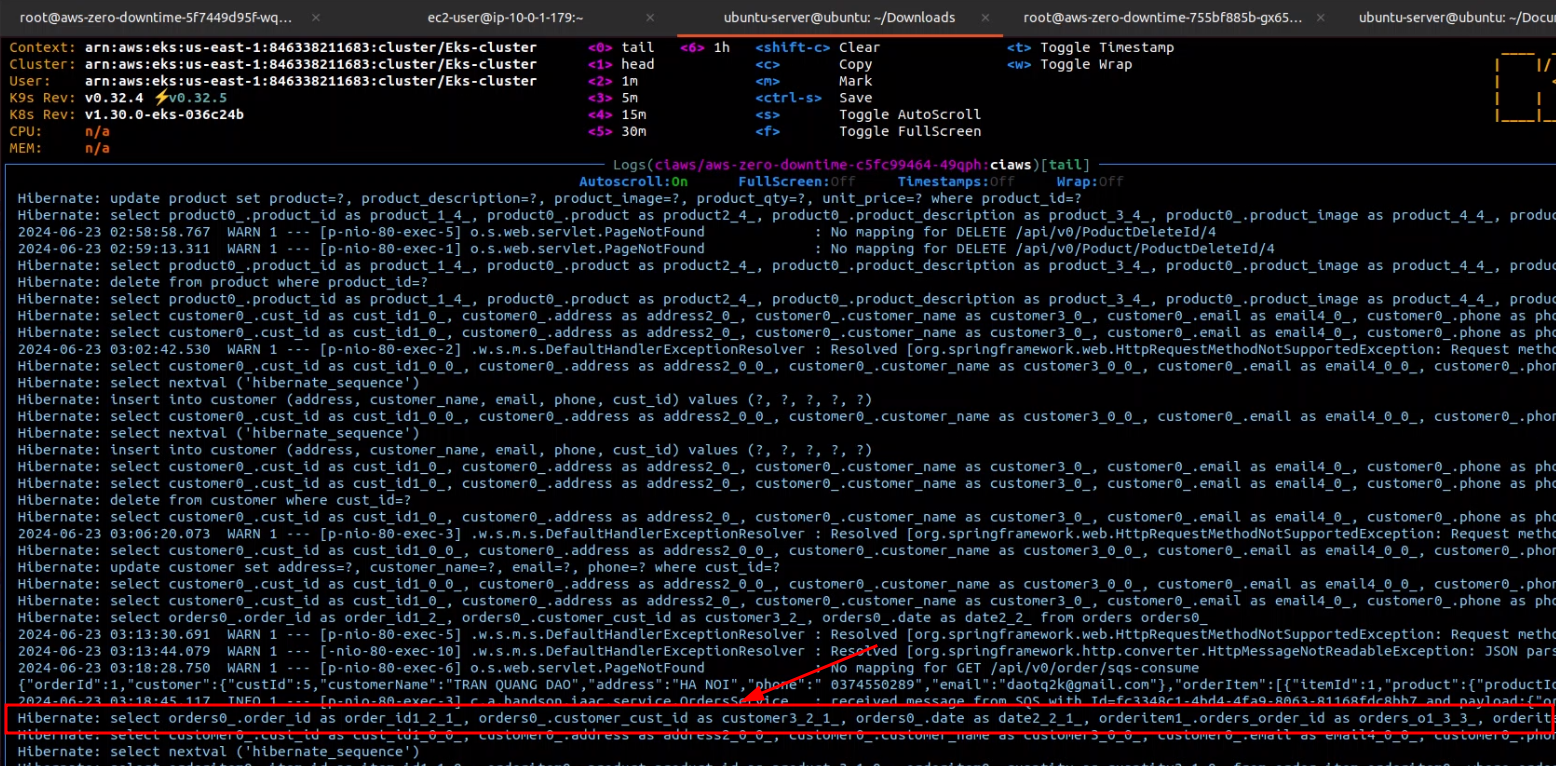 root@aws-zero-downtime-5f7449d95f-wq... × ec2-user@ip-10-0-1-179:~ × ubuntu-server@ubuntu: ~/Downloads × root@aws-zero-downtime-755bf885b-gx65... × ubuntu-server@ubuntu: ~/Docu
Context: arn:aws:eks:us-east-1:846338211683:cluster/Eks-cluster <0> tail <6> 1h <shift-c> Clear <t> Toggle Timestamp
Cluster: arn:aws:eks:us-east-1:846338211683:cluster/Eks-cluster <1> head <c> Copy <w> Toggle Wrap
User: arn:aws:eks:us-east-1:846338211683:cluster/Eks-cluster <2> 1m <m> Mark
K9s Rev: v0.32.4 ⚡v0.32.5 <3> 5m <ctrl-s> Save
K8s Rev: v1.30.0-eks-036c24b <4> 15m <s> Toggle AutoScroll
CPU: n/a <5> 30m <f> Toggle FullScreen
MEM: n/a
Logs(ciaws/aws-zero-downtime-c5fc99464-49qph:ciaws)[tail]
Autoscroll:On FullScreen:Off Timestamps:Off Wrap:Off
Hibernate: update product set product=?, product_description=?, product_image=?, product_qty=?, unit_price=? where product_id=?
Hibernate: select product0_.product_id as product_1_4_, product0_.product as product2_4_, product0_.product_description as product_3_4_, product0_.product_image as product_4_4_, produc
2024-06-23 02:58:58.767 WARN 1 --- [p-nio-80-exec-5] o.s.web.servlet.PageNotFound : No mapping for DELETE /api/v0/PoductDeleteId/4
2024-06-23 02:59:13.311 WARN 1 --- [p-nio-80-exec-1] o.s.web.servlet.PageNotFound : No mapping for DELETE /api/v0/Poduct/PoductDeleteId/4
Hibernate: select product0_.product_id as product_1_4_, product0_.product as product2_4_, product0_.product_description as product_3_4_, product0_.product_image as product_4_4_, produc
Hibernate: delete from product where product_id=?
Hibernate: select product0_.product_id as product_1_4_, product0_.product as product2_4_, product0_.product_description as product_3_4_, product0_.product_image as product_4_4_, produc
Hibernate: select customer0_.cust_id as cust_id1_0_, customer0_.address as address2_0_, customer0_.customer_name as customer3_0_, customer0_.email as email4_0_, customer0_.phone as pho
Hibernate: select customer0_.cust_id as cust_id1_0_, customer0_.address as address2_0_, customer0_.customer_name as customer3_0_, customer0_.email as email4_0_, customer0_.phone as pho
2024-06-23 03:02:42.530 WARN 1 --- [p-nio-80-exec-2] .w.s.m.s.DefaultHandlerExceptionResolver : Resolved [org.springframework.web.HttpRequestMethodNotSupportedException: Request metho
Hibernate: select customer0_.cust_id as cust_id1_0_0_, customer0_.address as address2_0_0_, customer0_.customer_name as customer3_0_0_, customer0_.email as email4_0_0_, customer0_.phon
Hibernate: select nextval ('hibernate_sequence')
Hibernate: insert into customer (address, customer_name, email, phone, cust_id) values (?, ?, ?, ?, ?)
Hibernate: select customer0_.cust_id as cust_id1_0_0_, customer0_.address as address2_0_0_, customer0_.customer_name as customer3_0_0_, customer0_.email as email4_0_0_, customer0_.phon
Hibernate: select nextval ('hibernate_sequence')
Hibernate: insert into customer (address, customer_name, email, phone, cust_id) values (?, ?, ?, ?, ?)
Hibernate: select customer0_.cust_id as cust_id1_0_, customer0_.address as address2_0_, customer0_.customer_name as customer3_0_, customer0_.email as email4_0_, customer0_.phone as pho
Hibernate: select customer0_.cust_id as cust_id1_0_, customer0_.address as address2_0_, customer0_.customer_name as customer3_0_, customer0_.email as email4_0_, customer0_.phone as pho
Hibernate: delete from customer where cust_id=?
Hibernate: select customer0_.cust_id as cust_id1_0_, customer0_.address as address2_0_, customer0_.customer_name as customer3_0_, customer0_.email as email4_0_, customer0_.phone as pho
2024-06-23 03:06:20.073 WARN 1 --- [p-nio-80-exec-3] .w.s.m.s.DefaultHandlerExceptionResolver : Resolved [org.springframework.web.HttpRequestMethodNotSupportedException: Request metho
Hibernate: select customer0_.cust_id as cust_id1_0_0_, customer0_.address as address2_0_0_, customer0_.customer_name as customer3_0_0_, customer0_.email as email4_0_0_, customer0_.phon
Hibernate: update customer set address=?, customer_name=?, email=?, phone=? where cust_id=?
Hibernate: select customer0_.cust_id as cust_id1_0_0_, customer0_.address as address2_0_0_, customer0_.customer_name as customer3_0_0_, customer0_.email as email4_0_0_, customer0_.phon
Hibernate: select customer0_.cust_id as cust_id1_0_, customer0_.address as address2_0_, customer0_.customer_name as customer3_0_, customer0_.email as email4_0_, customer0_.phone as pho
Hibernate: select orders0_.order_id as order_id1_2_, orders0_.customer_cust_id as customer3_2_, orders0_.date as date2_2_ from orders orders0_
2024-06-23 03:13:30.691 WARN 1 --- [p-nio-80-exec-5] .w.s.m.s.DefaultHandlerExceptionResolver : Resolved [org.springframework.web.HttpRequestMethodNotSupportedException: Request metho
2024-06-23 03:13:44.079 WARN 1 --- [-nio-80-exec-10] .w.s.m.s.DefaultHandlerExceptionResolver : Resolved [org.springframework.http.converter.HttpMessageNotReadableException: JSON pars
2024-06-23 03:18:28.750 WARN 1 --- [p-nio-80-exec-6] o.s.web.servlet.PageNotFound : No mapping for GET /api/v0/order/sqs-consume
{"orderId":1,"customer":{"custId":5,"customerName":"TRAN QUANG DAO","address":"HA NOI","phone":" 0374550289","email":"daotq2k@gmail.com"},"orderItem":[{"itemId":1,"product":{"productId
2024-06-23 03:18:45.117 INFO 1 received message from SQS with
Hibernate: select orders0_.order_id as order_id1_2_1_, orders0_.customer_cust_id as customer3_2_1_, orders0_.date as date2_2_1_, orderitem1_.orders_order_id as orders_o1_3_3_, orderite
Hibernate: select customer0_.cust_id as cust_id1_0_0_, customer0_.address as address2_0_0_, customer0_.customer_name as customer3_0_0_, customer0_.email as email4_0_0_, customer0_.phon
Hibernate: select nextval ('hibernate_sequence')